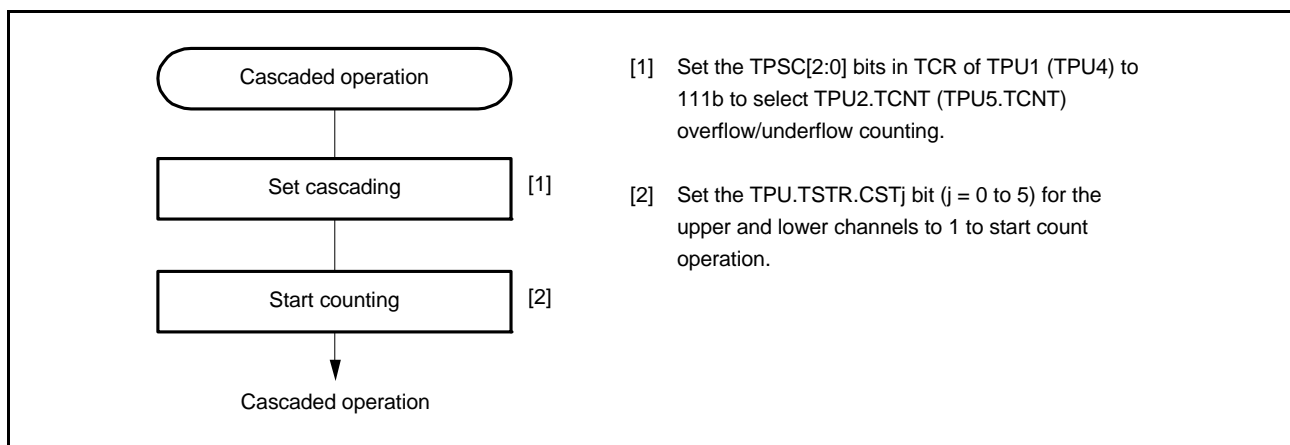 Cascaded operation
Set cascading
[1]
Start counting
[2]
Cascaded operation
[1] Set the TPSC[2:0] bits in TCR of TPU1 (TPU4) to
111b to select TPU2.TCNT (TPU5.TCNT)
overflow/underflow counting.
[2] Set the TPU.TSTR.CSTj bit (j = 0 to 5) for the
upper and lower channels to 1 to start count
operation.